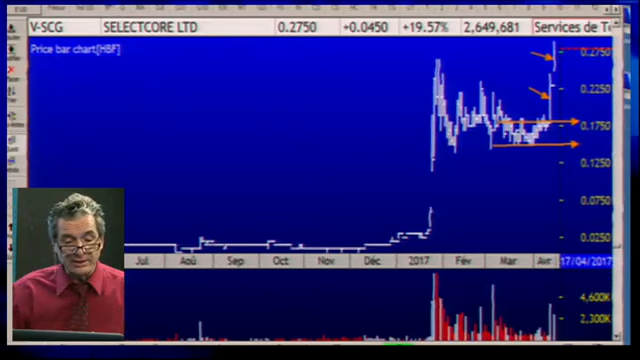 V-SCG SELECTCORE LTD 0.2750 +0.0450 +19.57% 2,649,681 Services de Te
Price bar chart[HBF]
0.2750
0.2250
0.1750
0.1250
0.0750
0.0250
Jul Aoû Sep Oct Nov Déc 2017 Fév Mar Avr 17/04/2017
4,600K
2,300K